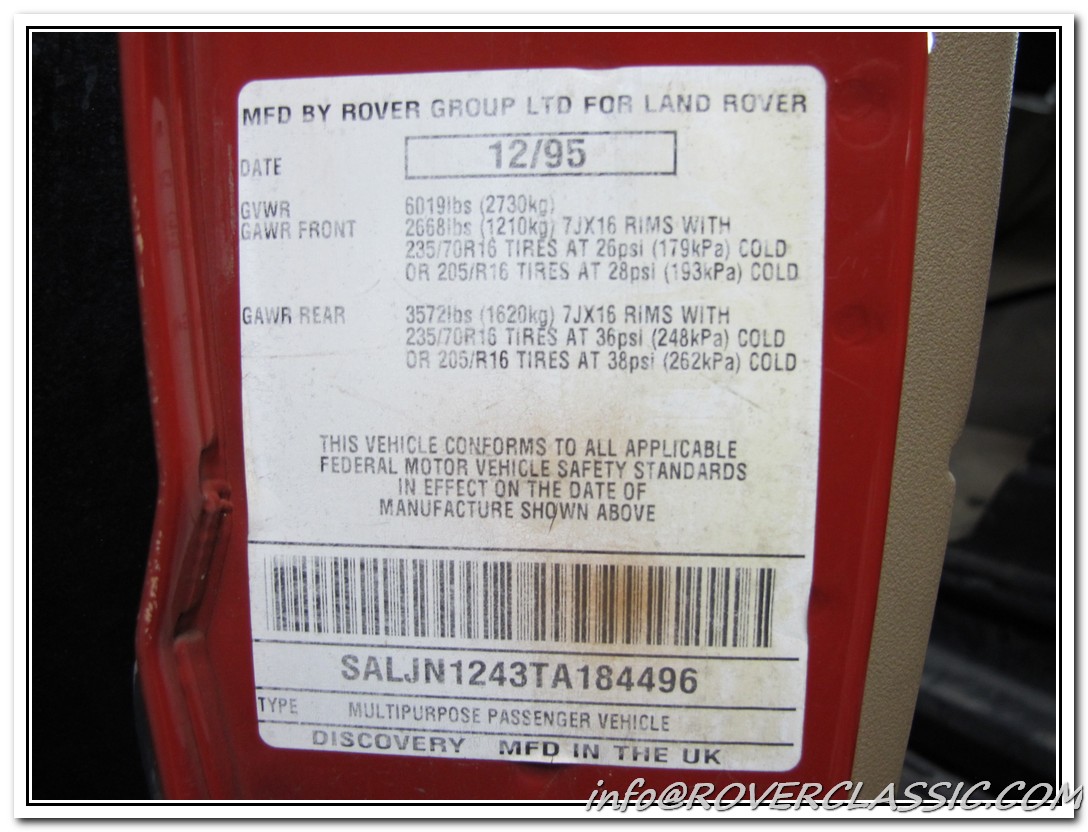 MFD BY ROVER GROUP LTD FOR LAND ROVER
DATE 12/95
GVWR 6019lbs (2730kg)
GAWR FRONT 2668lbs (1210kg) 7JX16 RIMS WITH
235/70R16 TIRES AT 26psi (179kPa) COLD
OR 205/R16 TIRES AT 28psi (193kPa) COLD
GAWR REAR 3572lbs (1620kg) 7JX16 RIMS WITH
235/70R16 TIRES AT 36psi (248kPa) COLD
OR 205/R16 TIRES AT 38psi (262kPa) COLD
THIS VEHICLE CONFORMS TO ALL APPLICABLE
FEDERAL MOTOR VEHICLE SAFETY STANDARDS
IN EFFECT ON THE DATE OF
MANUFACTURE SHOWN ABOVE
SALJN1243TA184496
TYPE MULTIPURPOSE PASSENGER VEHICLE
DISCOVERY MFD IN THE UK
info@ROVERCLASSIC.COM